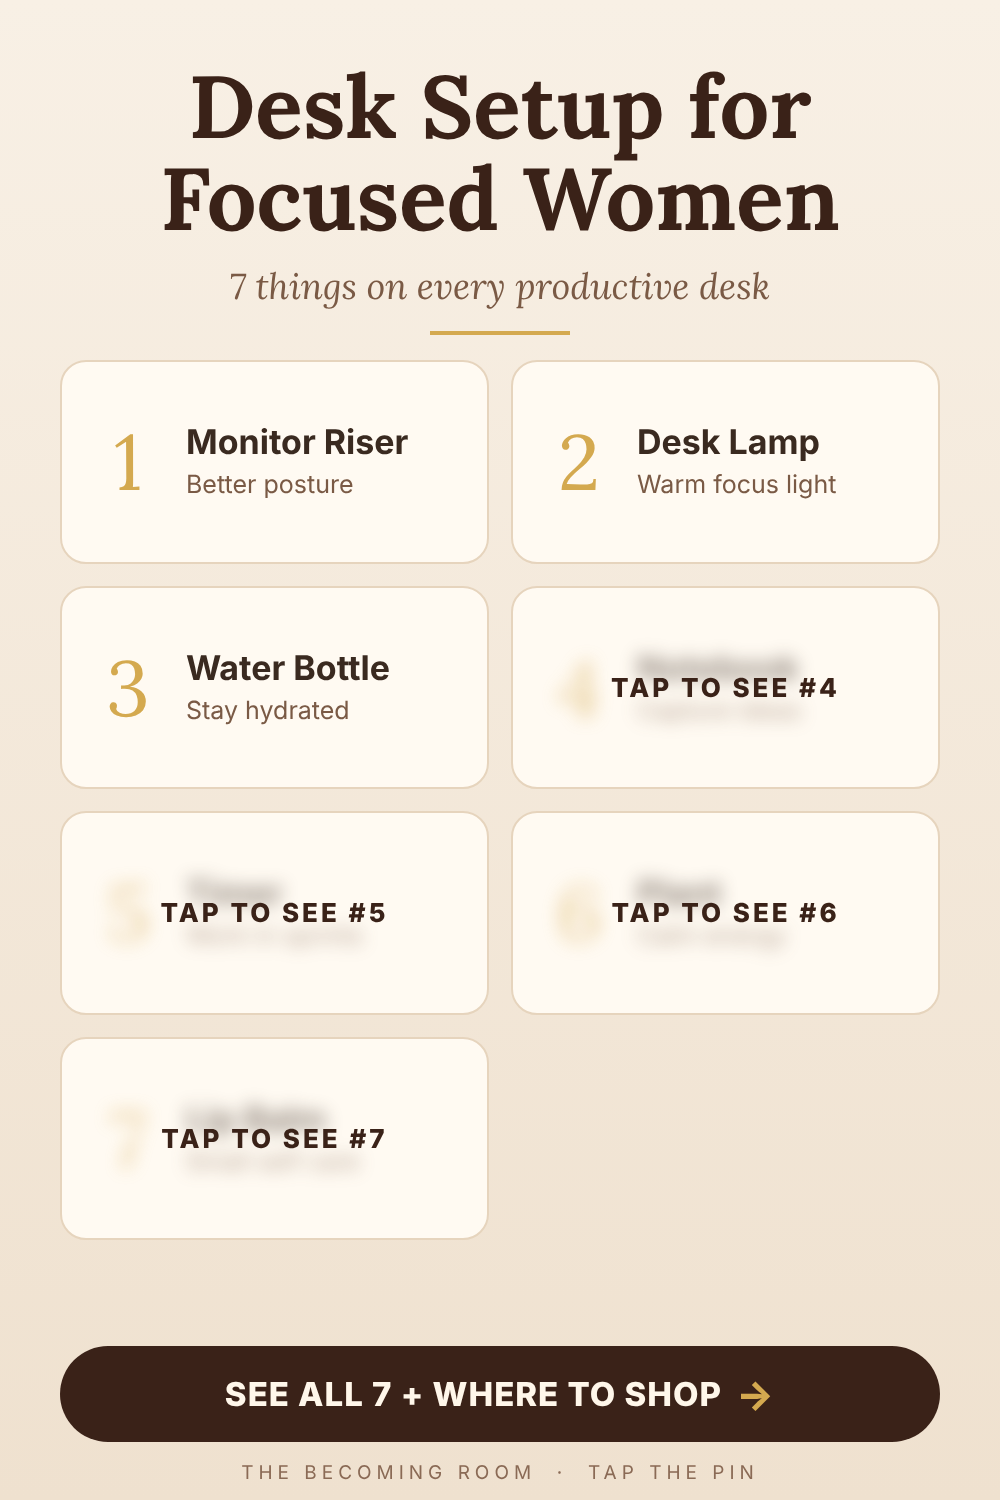 Desk Setup for
Focused Women
7 things on every productive desk
1
Monitor Riser
Better posture
2
Desk Lamp
Warm focus light
3
Water Bottle
Stay hydrated
TAP TO SEE #4
TAP TO SEE #5
TAP TO SEE #6
TAP TO SEE #7
SEE ALL 7 + WHERE TO SHOP →
THE BECOMING ROOM · TAP THE PIN